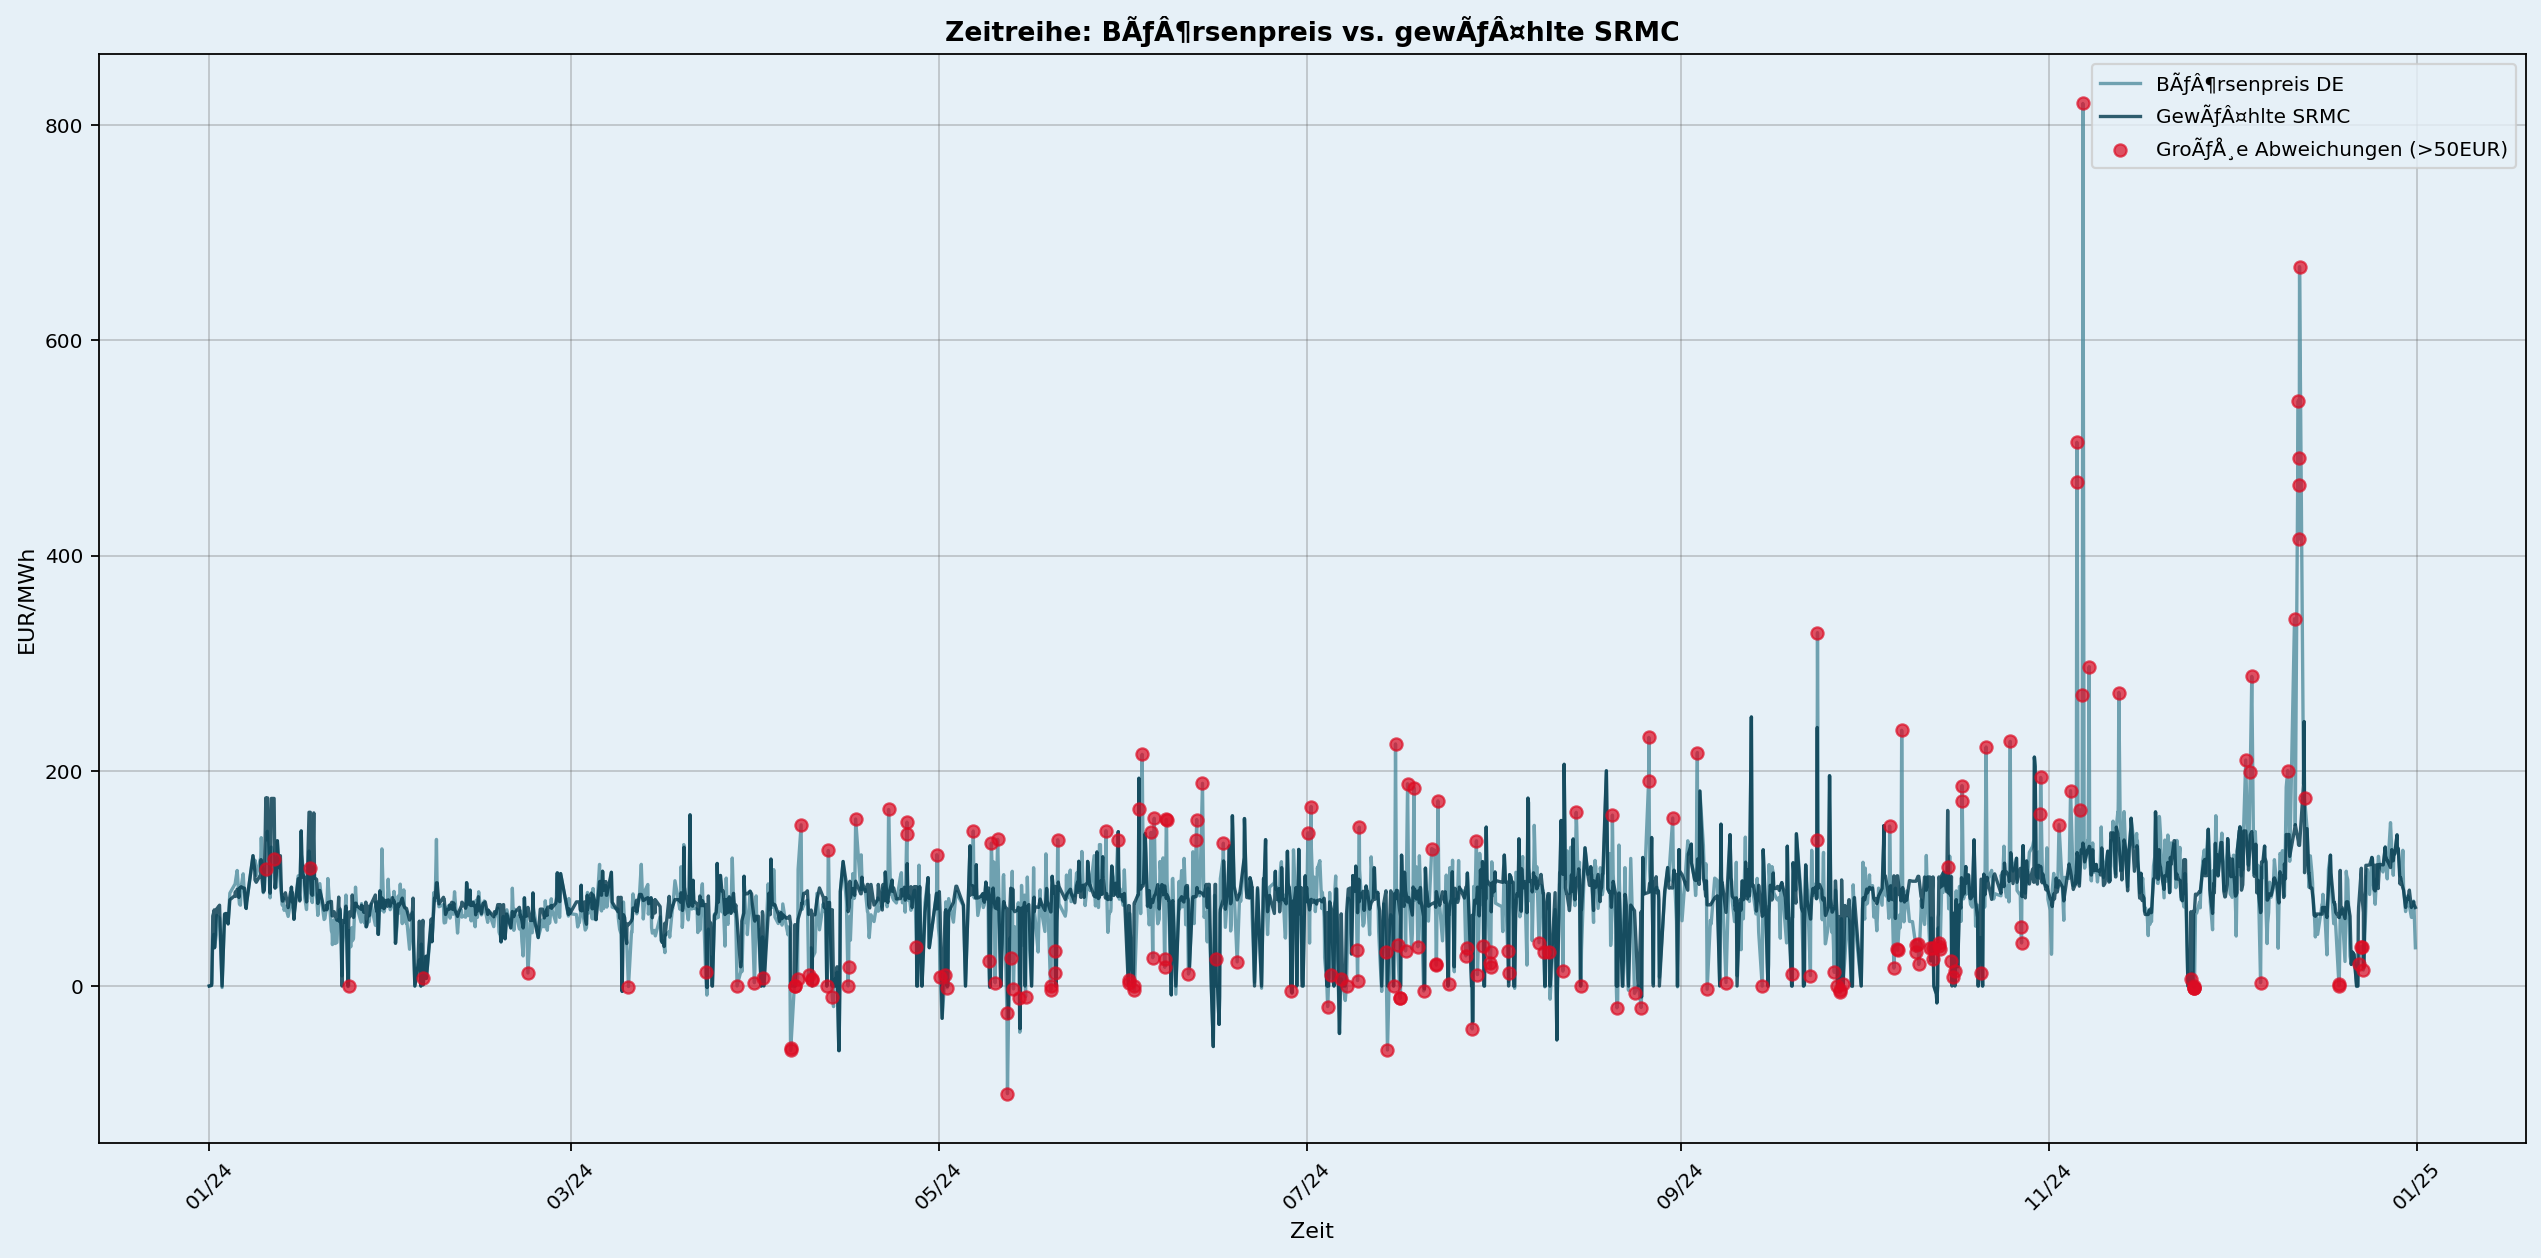 Zeitreihe: BÃƒÂ¶rsenpreis vs. gewÃƒÂ¤hlte SRMC
BÃƒÂ¶rsenpreis DE
GewÃƒÂ¤hlte SRMC
GroÃƒÅ¸e Abweichungen (>50EUR)
EUR/MWh
800
600
400
200
0
01/24
03/24
05/24
07/24
09/24
11/24
01/25
Zeit